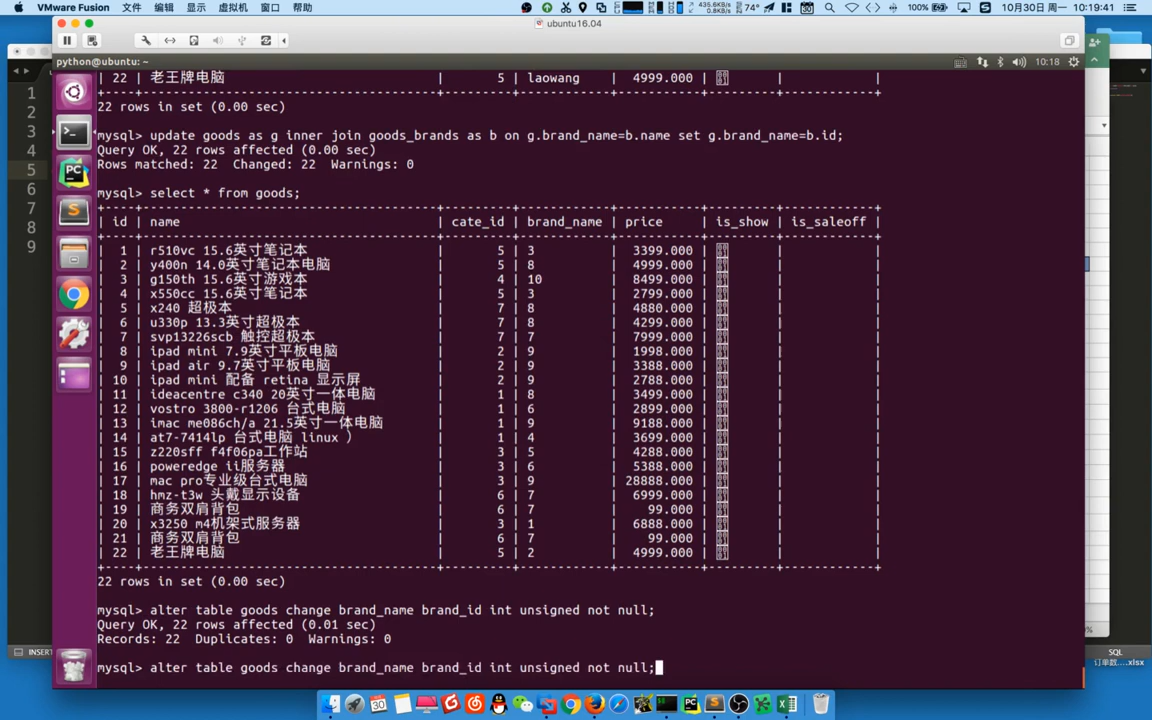 VMware Fusion 文件 编辑 显示 虚拟机 窗口 帮助 435.6KB/s 0.8KB/s 74° 100% 10月30日 周一 10:19:41
ubuntu16.04
python@ubuntu: ~ 10:18
| 22 | 老王牌电脑 | 5 | laowang | 4999.000 | | |
+----+---------------------------------------+---------+------------+-----------+---------+------------+
22 rows in set (0.00 sec)
mysql> update goods as g inner join goods_brands as b on g.brand_name=b.name set g.brand_name=b.id;
Query OK, 22 rows affected (0.00 sec)
Rows matched: 22  Changed: 22  Warnings: 0
mysql> select * from goods;
| id | name | cate_id | brand_name | price | is_show | is_saleoff |
| 1 | r510vc 15.6英寸笔记本 | 5 | 3 | 3399.000 | | |
| 2 | y400n 14.0英寸笔记本电脑 | 5 | 8 | 4999.000 | | |
| 3 | g150th 15.6英寸游戏本 | 4 | 10 | 8499.000 | | |
| 4 | x550cc 15.6英寸笔记本 | 5 | 3 | 2799.000 | | |
| 5 | x240 超极本 | 7 | 8 | 4880.000 | | |
| 6 | u330p 13.3英寸超极本 | 7 | 8 | 4299.000 | | |
| 7 | svp13226scb 触控超极本 | 7 | 7 | 7999.000 | | |
| 8 | ipad mini 7.9英寸平板电脑 | 2 | 9 | 1998.000 | | |
| 9 | ipad air 9.7英寸平板电脑 | 2 | 9 | 3388.000 | | |
| 10 | ipad mini 配备 retina 显示屏 | 2 | 9 | 2788.000 | | |
| 11 | ideacentre c340 20英寸一体电脑 | 1 | 8 | 3499.000 | | |
| 12 | vostro 3800-r1206 台式电脑 | 1 | 6 | 2899.000 | | |
| 13 | imac me086ch/a 21.5英寸一体电脑 | 1 | 9 | 9188.000 | | |
| 14 | at7-7414lp 台式电脑 linux ） | 1 | 4 | 3699.000 | | |
| 15 | z220sff f4f06pa工作站 | 3 | 5 | 4288.000 | | |
| 16 | poweredge ii服务器 | 3 | 6 | 5388.000 | | |
| 17 | mac pro专业级台式电脑 | 3 | 9 | 28888.000 | | |
| 18 | hmz-t3w 头戴显示设备 | 6 | 7 | 6999.000 | | |
| 19 | 商务双肩背包 | 6 | 7 | 99.000 | | |
| 20 | x3250 m4机架式服务器 | 3 | 1 | 6888.000 | | |
| 21 | 商务双肩背包 | 6 | 7 | 99.000 | | |
| 22 | 老王牌电脑 | 5 | 2 | 4999.000 | | |
22 rows in set (0.00 sec)
mysql> alter table goods change brand_name brand_id int unsigned not null;
Query OK, 22 rows affected (0.01 sec)
Records: 22  Duplicates: 0  Warnings: 0
mysql> alter table goods change brand_name brand_id int unsigned not null;
1
2
3
4
5
6
7
8
9
INSERT
SQL
订单数....xlsx